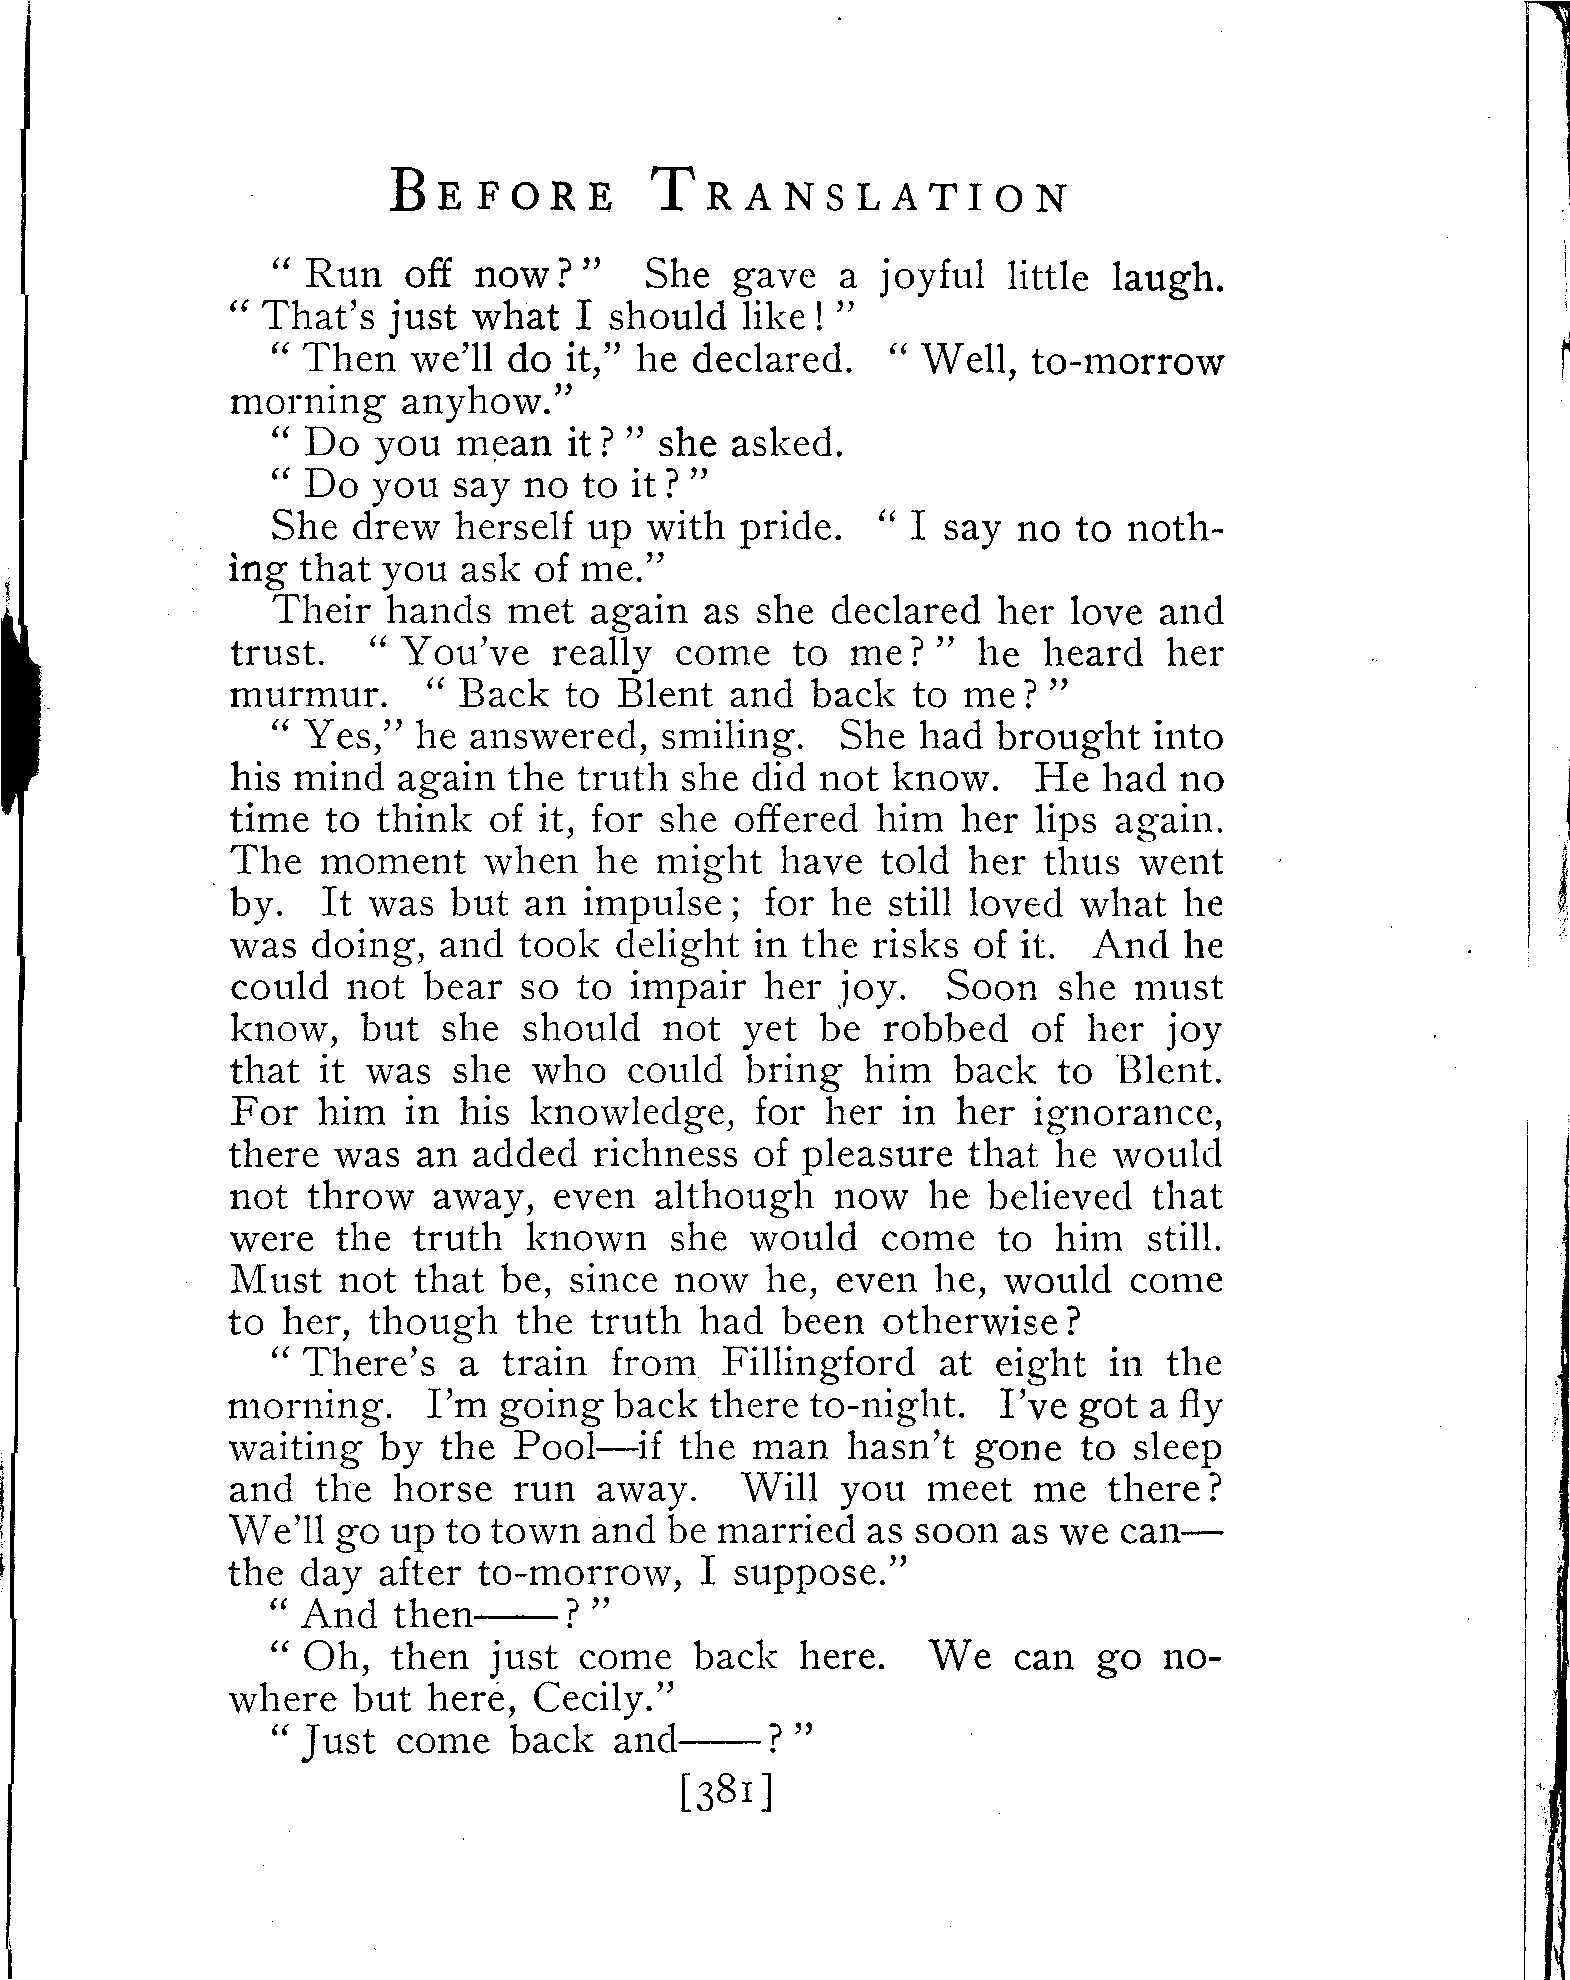 BEFORE TRANSLATION
“ Run off now? ” She gave a joyful little laugh.
“ That's just what I should like! ”
“ Then we'll do it,” he declared. “ Well, to-morrow
morning anyhow.”
“ Do you mean it? ” she asked.
“ Do you say no to it? ”
She drew herself up with pride. “ I say no to noth-
ing that you ask of me.”
Their hands met again as she declared her love and
trust. “ You've really come to me? ” he heard her
murmur. “ Back to Blent and back to me? ”
“ Yes,” he answered, smiling. She had brought into
his mind again the truth she did not know. He had no
time to think of it, for she offered him her lips again.
The moment when he might have told her thus went
by. It was but an impulse; for he still loved what he
was doing, and took delight in the risks of it. And he
could not bear so to impair her joy. Soon she must
know, but she should not yet be robbed of her joy
that it was she who could bring him back to Blent.
For him in his knowledge, for her in her ignorance,
there was an added richness of pleasure that he would
not throw away, even although now he believed that
were the truth known she would come to him still.
Must not that be, since now he, even he, would come
to her, though the truth had been otherwise?
“ There's a train from Fillingford at eight in the
morning. I'm going back there to-night. I've got a fly
waiting by the Pool—if the man hasn't gone to sleep
and the horse run away. Will you meet me there?
We'll go up to town and be married as soon as we can—
the day after to-morrow, I suppose.”
“ And then——? ”
“ Oh, then just come back here. We can go no-
where but here, Cecily.”
“ Just come back and——? ”
[381]